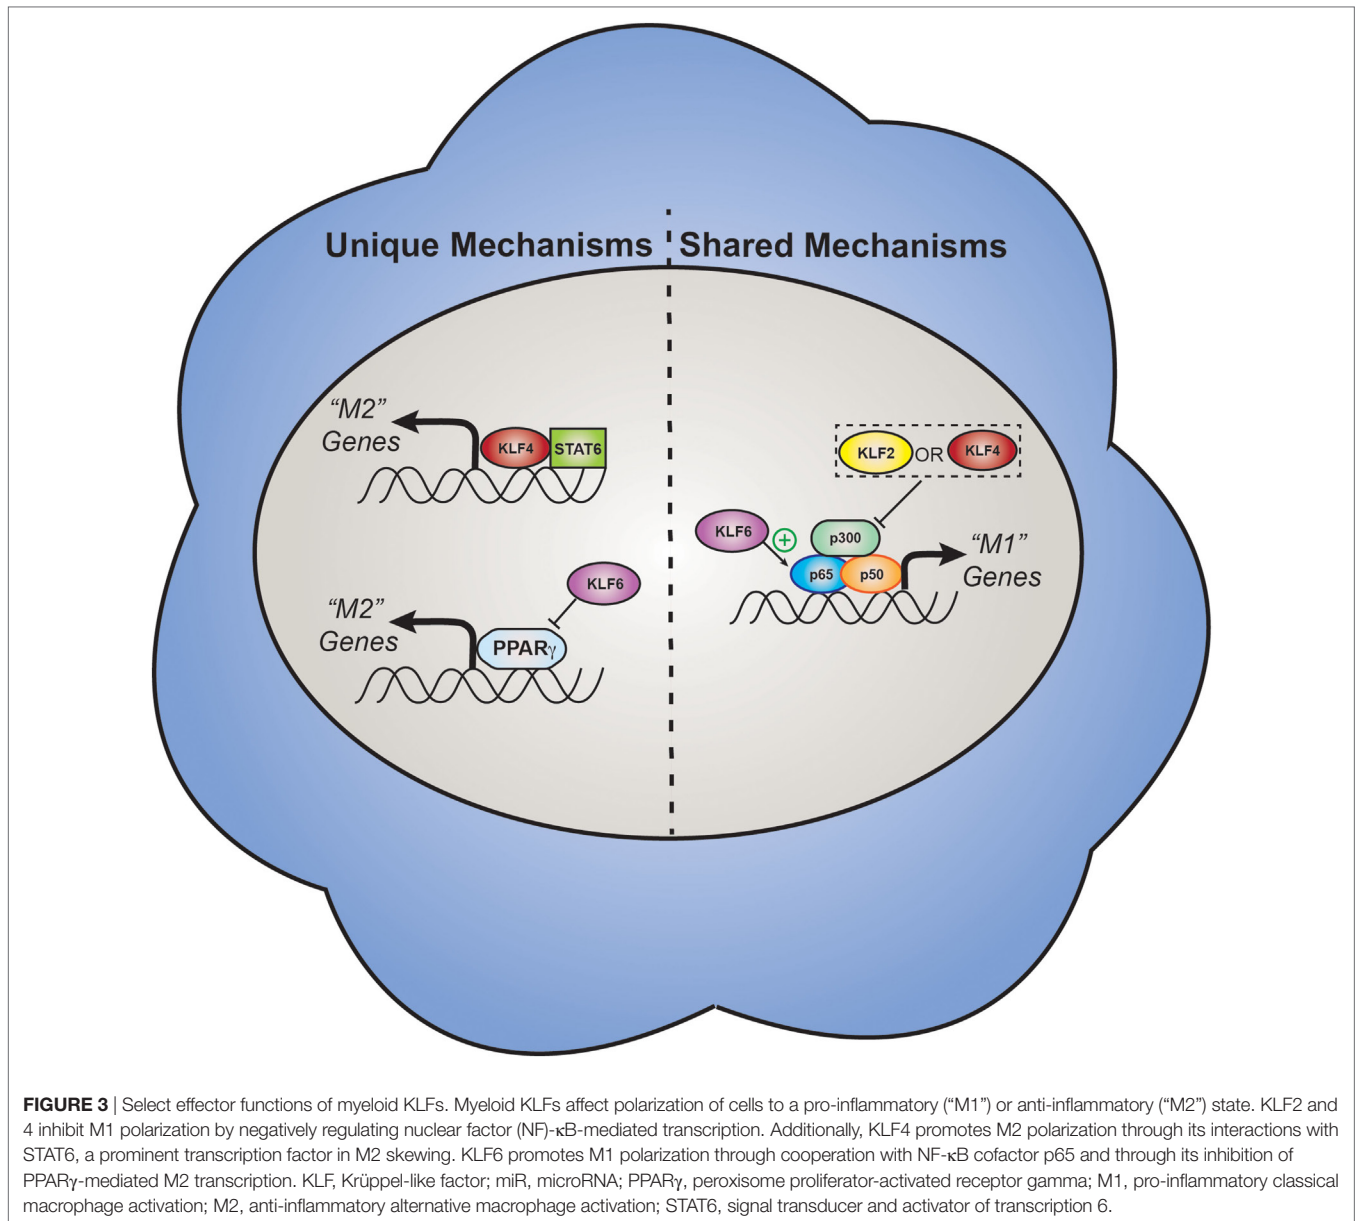 Unique Mechanisms
Shared Mechanisms
“M2”
Genes
KLF4
STAT6
KLF6
“M2”
Genes
PPARγ
KLF2
OR
KLF4
KLF6
+
p300
p65
p50
“M1”
Genes
FIGURE 3 | Select effector functions of myeloid KLFs. Myeloid KLFs affect polarization of cells to a pro-inflammatory (“M1”) or anti-inflammatory (“M2”) state. KLF2 and
4 inhibit M1 polarization by negatively regulating nuclear factor (NF)-κB-mediated transcription. Additionally, KLF4 promotes M2 polarization through its interactions with
STAT6, a prominent transcription factor in M2 skewing. KLF6 promotes M1 polarization through cooperation with NF-κB cofactor p65 and through its inhibition of
PPARγ-mediated M2 transcription. KLF, Krüppel-like factor; miR, microRNA; PPARγ, peroxisome proliferator-activated receptor gamma; M1, pro-inflammatory classical
macrophage activation; M2, anti-inflammatory alternative macrophage activation; STAT6, signal transducer and activator of transcription 6.